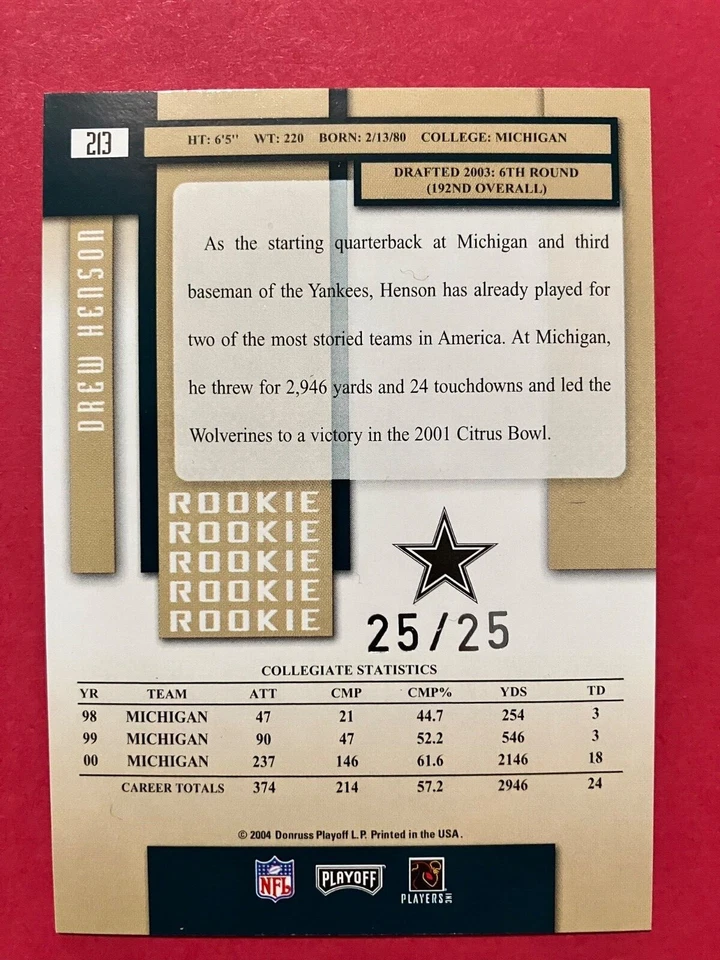 213
HT: 6'5" WT: 220 BORN: 2/13/80 COLLEGE: MICHIGAN
DRAFTED 2003: 6TH ROUND
(192ND OVERALL)
DREW HENSON
As the starting quarterback at Michigan and third
baseman of the Yankees, Henson has already played for
two of the most storied teams in America. At Michigan,
he threw for 2,946 yards and 24 touchdowns and led the
Wolverines to a victory in the 2001 Citrus Bowl.
ROOKIE
ROOKIE
ROOKIE
ROOKIE
ROOKIE
25/25
COLLEGIATE STATISTICS
YR TEAM ATT CMP CMP% YDS TD
98 MICHIGAN 47 21 44.7 254 3
99 MICHIGAN 90 47 52.2 546 3
00 MICHIGAN 237 146 61.6 2146 18
CAREER TOTALS 374 214 57.2 2946 24
© 2004 Donruss Playoff L.P. Printed in the USA.
NFL
PLAYOFF
PLAYERS INC